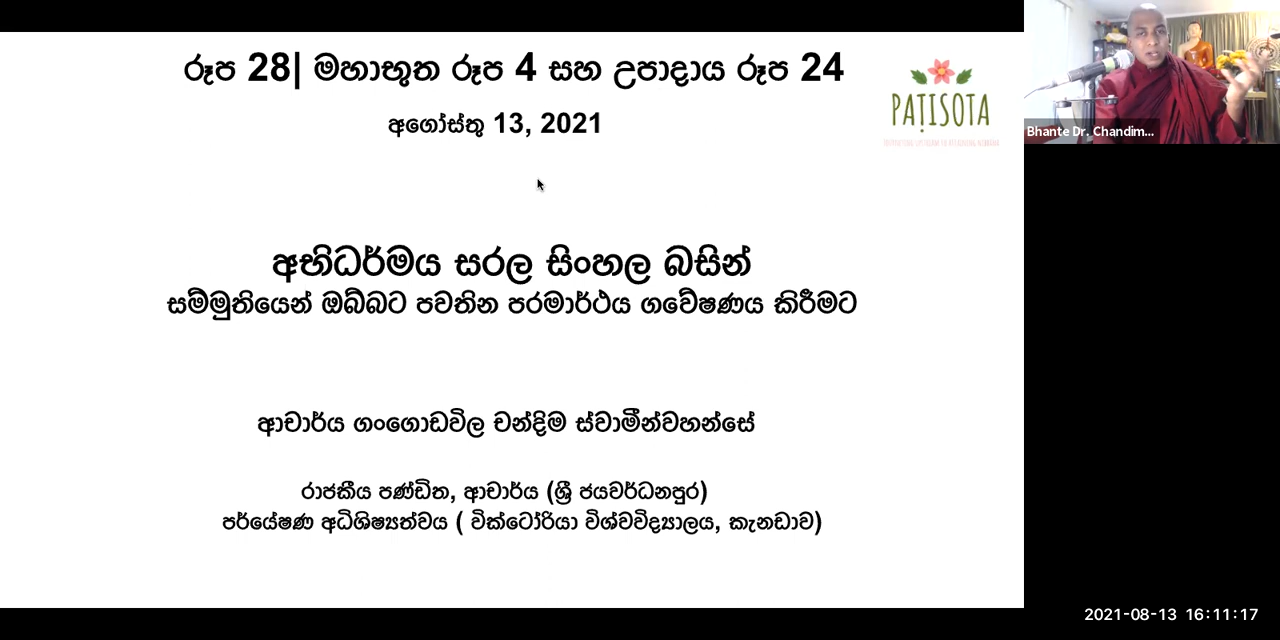 රූප 28| මහාභූත රූප 4 සහ උපාදාය රූප 24
අගෝස්තු 13, 2021
PAṬISOTA
Bhante Dr. Chandim...
අභිධර්මය සරල සිංහල බසින්
සම්මුතියෙන් ඔබ්බට පවතින පරමාර්ථය ගවේෂණය කිරීමට
ආචාර්ය ගංගොඩවිල චන්දිම ස්වාමීන්වහන්සේ
රාජකීය පණ්ඩිත, ආචාර්ය (ශ්‍රී ජයවර්ධනපුර)
පර්යේෂණ අධිශිෂ්‍යත්වය ( වික්ටෝරියා විශ්වවිද්‍යාලය, කැනඩාව)
2021-08-13 16:11:17